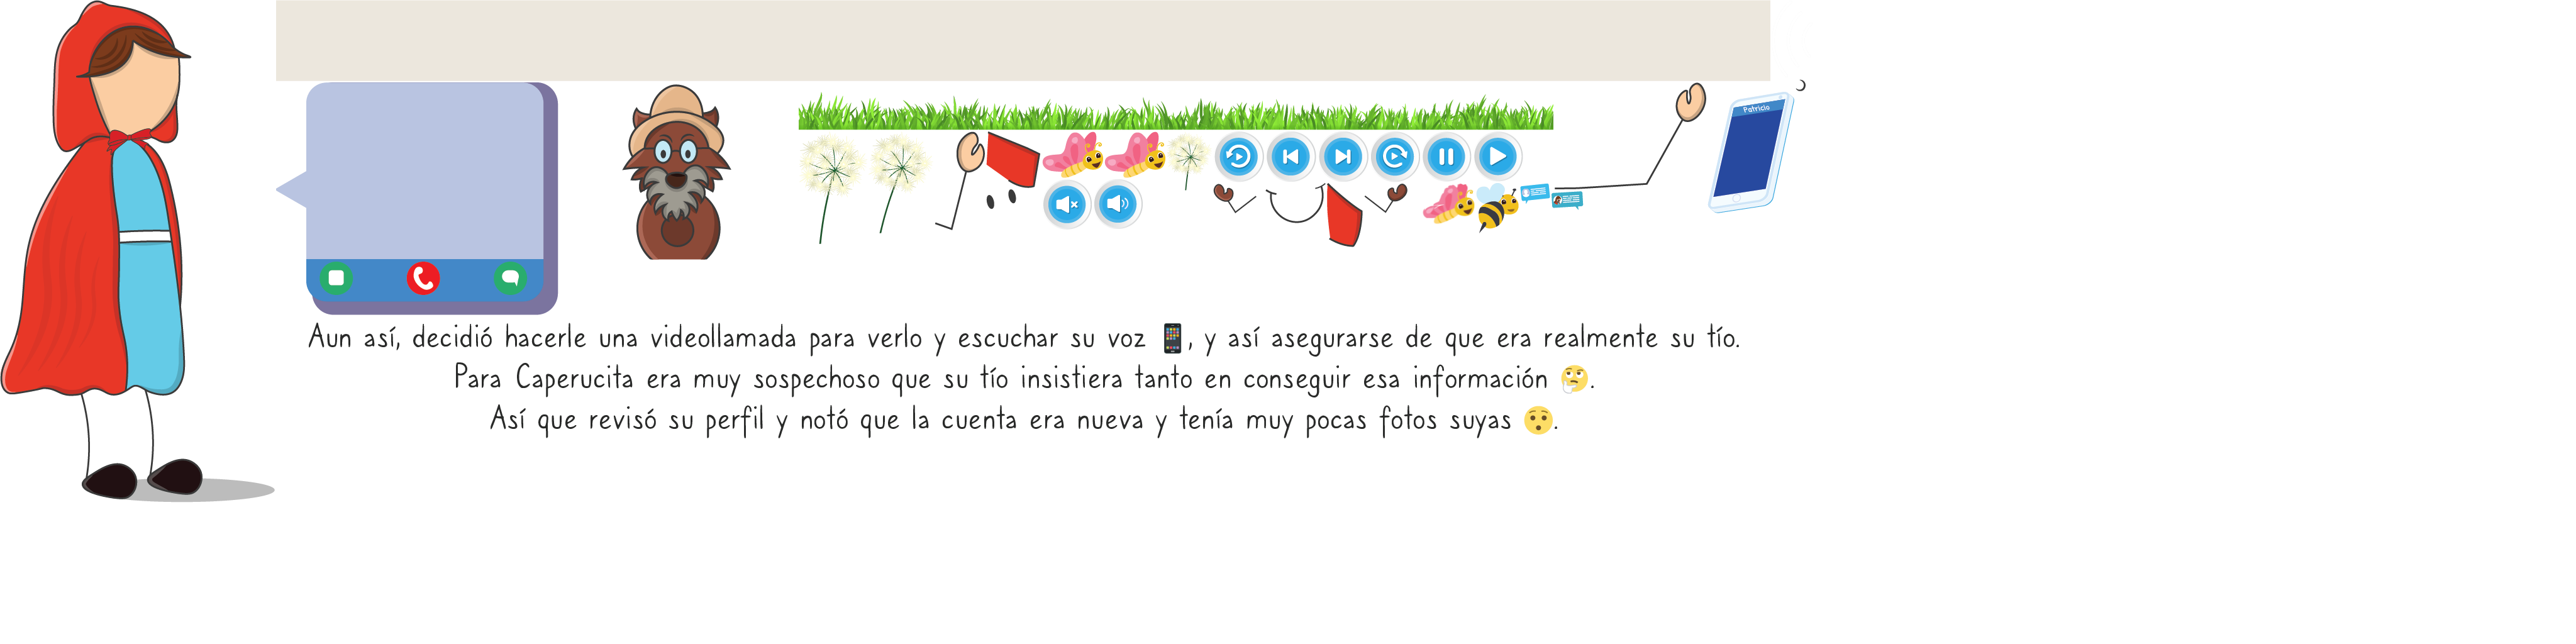 Patricio
Aun así, decidió hacerle una videollamada para verlo y escuchar su voz 📱, y así asegurarse de que era realmente su tío.
Para Caperucita era muy sospechoso que su tío insistiera tanto en conseguir esa información 🤔.
Así que revisó su perfil y notó que la cuenta era nueva y tenía muy pocas fotos suyas 😯.